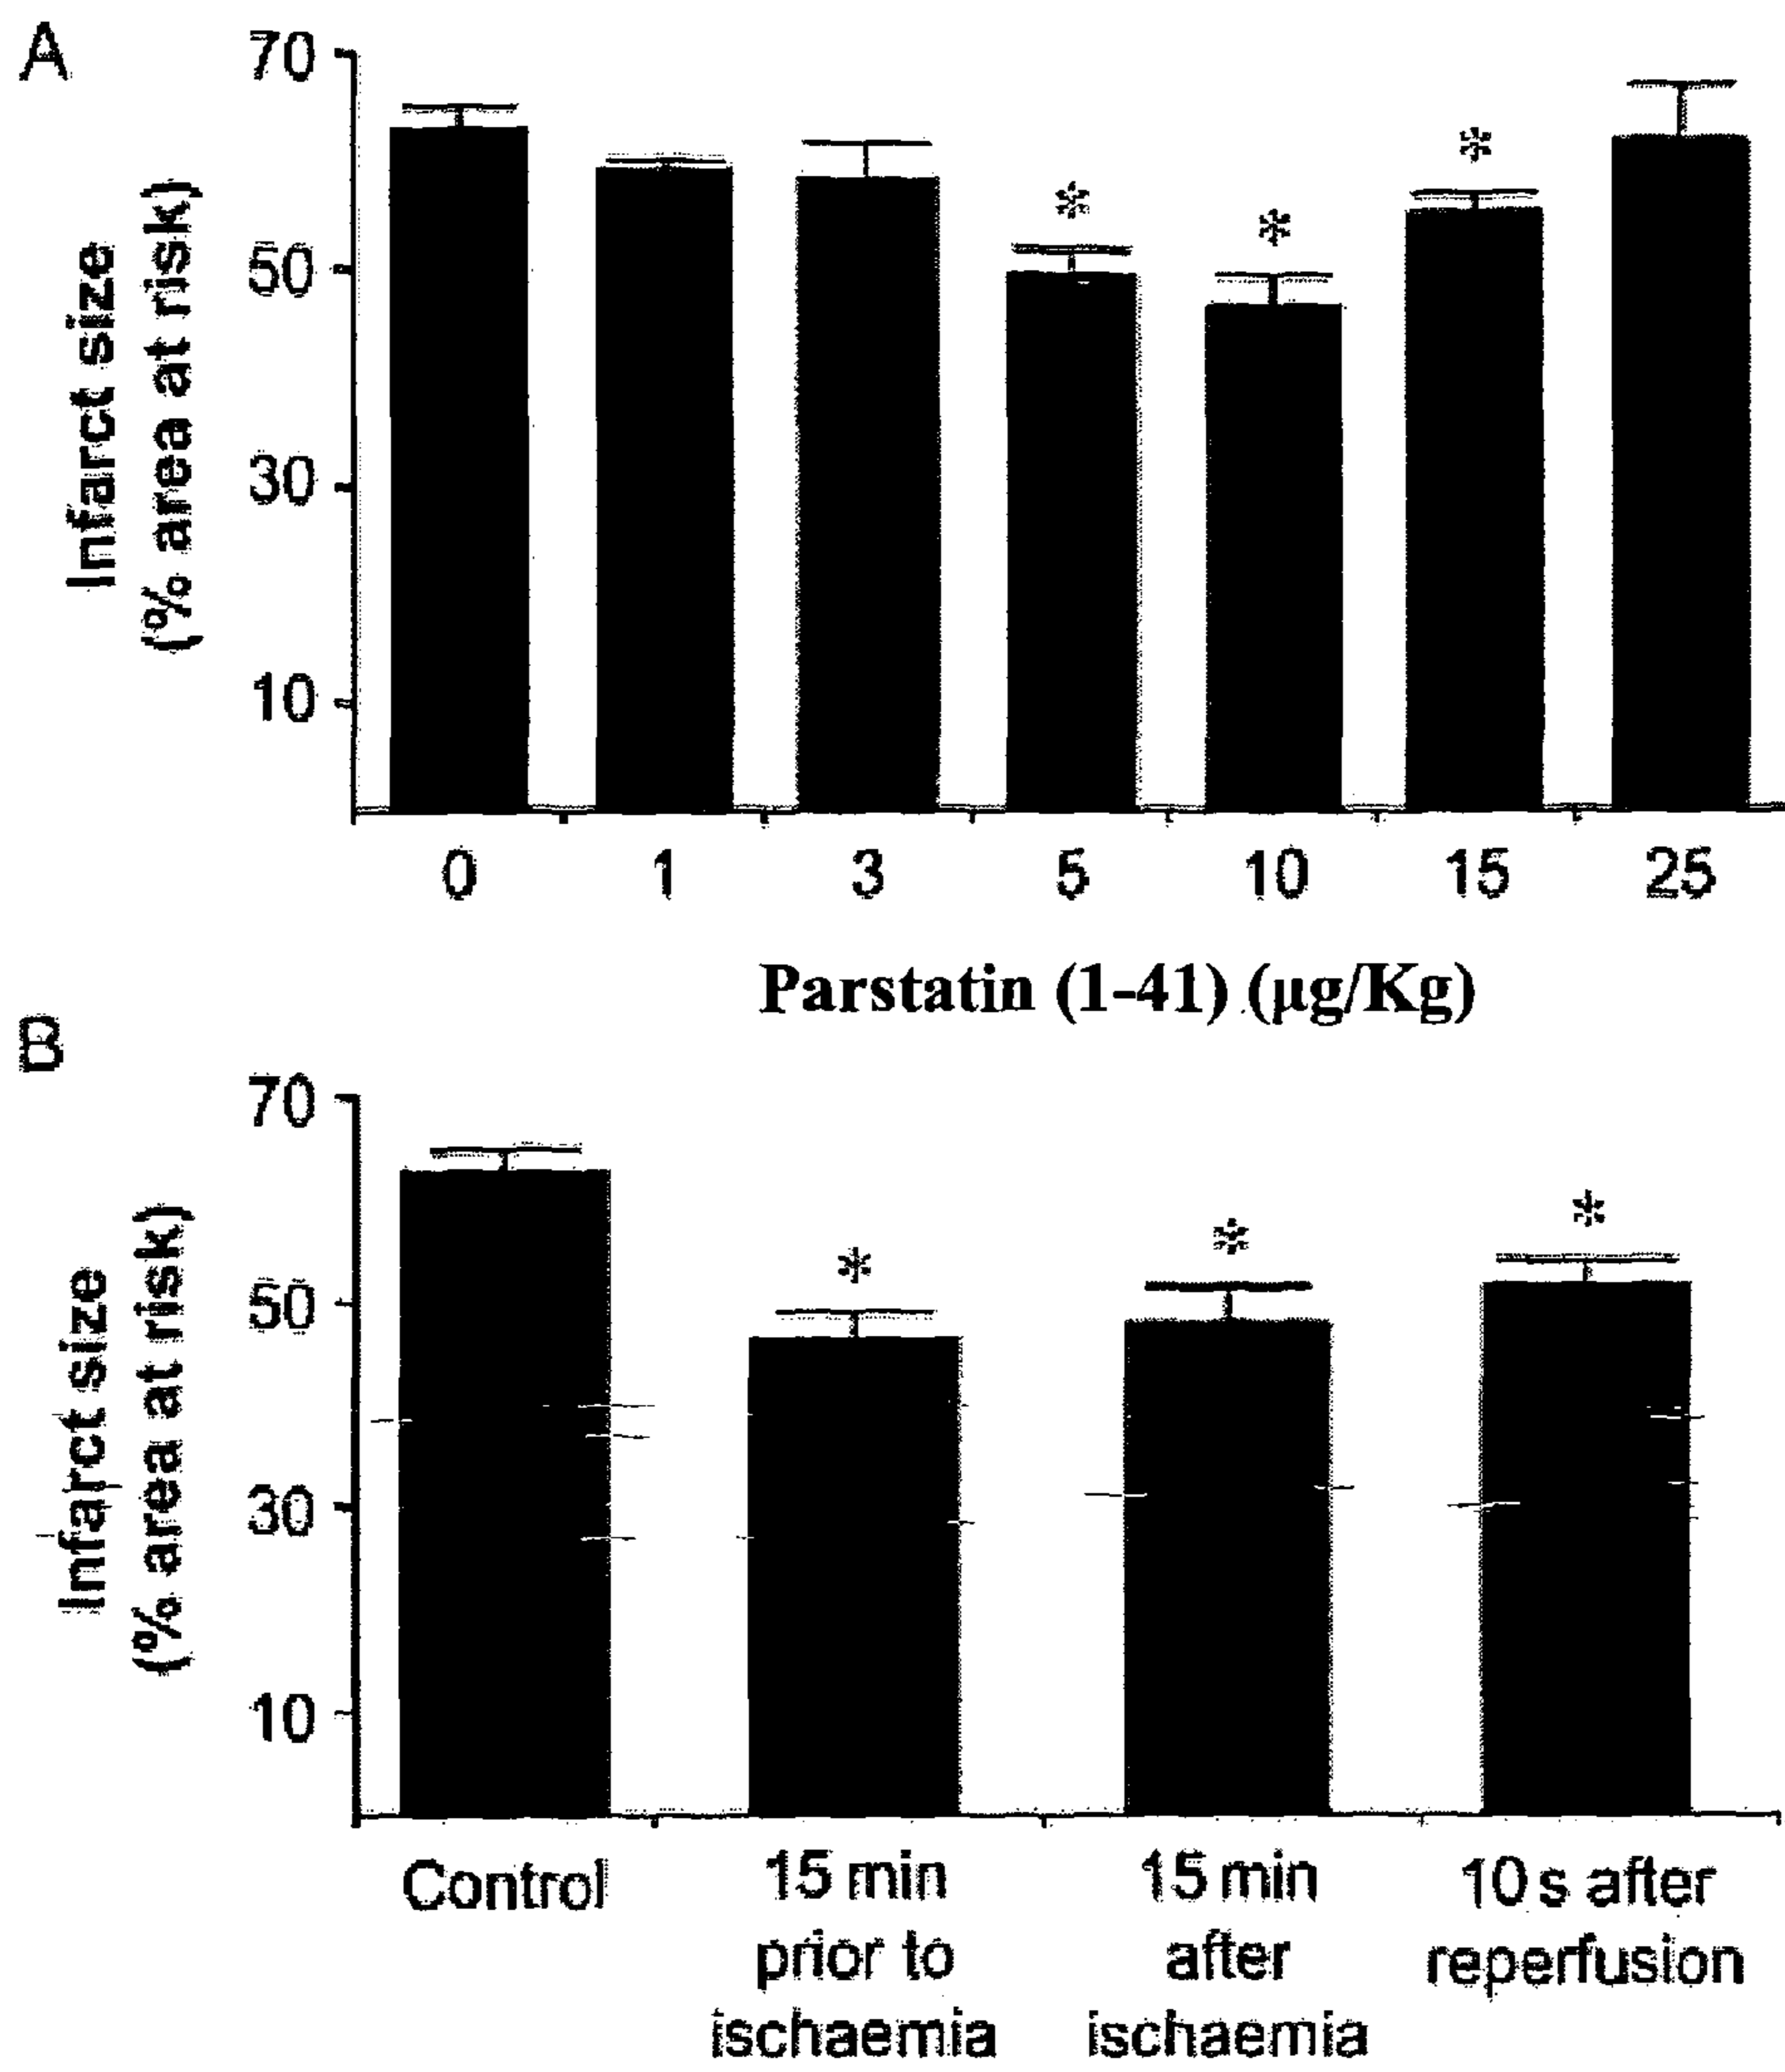 A
70
50
30
10
Infarct size
(% area at risk)
*
*
*
0 1 3 5 10 15 25
Parstatin (1-41) (µg/Kg)
B
70
50
30
10
Infarct size
(% area at risk)
*
*
*
Control
15 min
prior to
ischaemia
15 min
after
ischaemia
10 s after
reperfusion